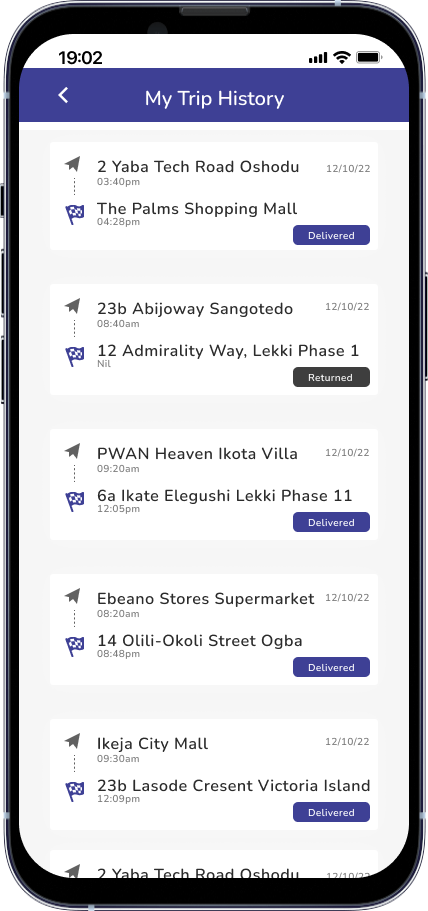 19:02
My Trip History
2 Yaba Tech Road Oshodu 12/10/22
03:40pm
The Palms Shopping Mall
04:28pm
Delivered
23b Abijoway Sangotedo 12/10/22
08:40am
12 Admirality Way, Lekki Phase 1
Nil
Returned
PWAN Heaven Ikota Villa 12/10/22
09:20am
6a Ikate Elegushi Lekki Phase 11
12:05pm
Delivered
Ebeano Stores Supermarket 12/10/22
08:20am
14 Olili-Okoli Street Ogba
08:48pm
Delivered
Ikeja City Mall 12/10/22
09:30am
23b Lasode Cresent Victoria Island
12:09pm
Delivered
2 Yaba Tech Road Oshodu 12/10/22